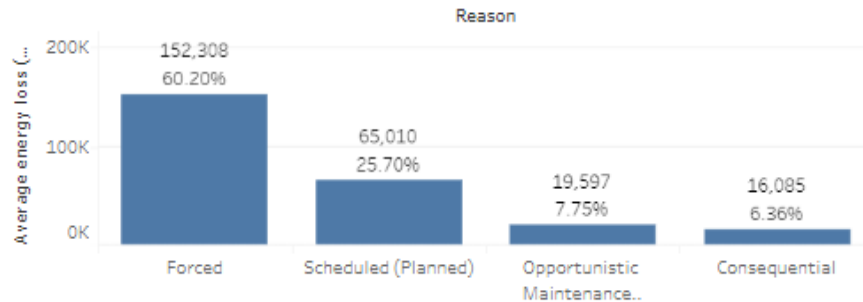 Reason
Average energy loss (...
200K
100K
0K
152,308
60.20%
65,010
25.70%
19,597
7.75%
16,085
6.36%
Forced
Scheduled (Planned)
Opportunistic
Maintenance..
Consequential